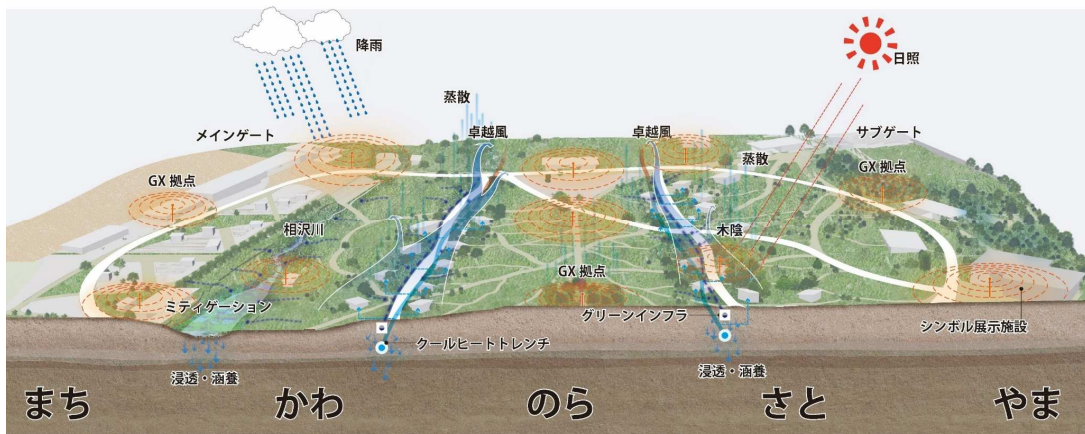 降雨
日照
蒸散
メインゲート
卓越風
卓越風
サブゲート
蒸散
GX 拠点
GX 拠点
相沢川
木陰
GX 拠点
ミティゲーション
グリーンインフラ
シンボル展示施設
クールヒートトレンチ
浸透・涵養
浸透・涵養
まち かわ のら さと やま